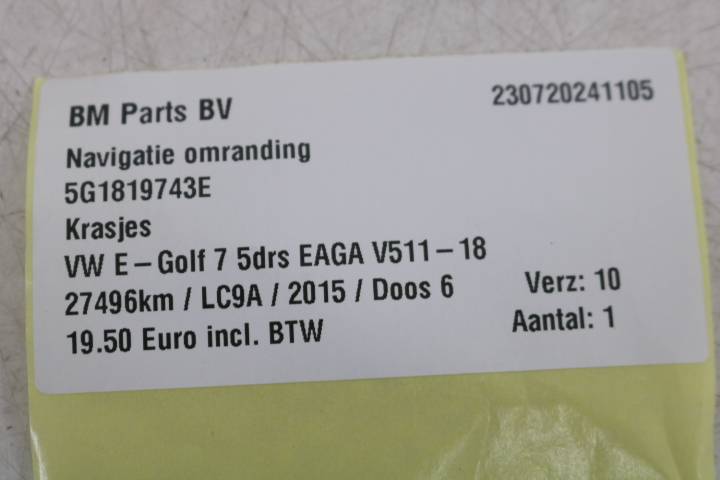 BM Parts BV 230720241105
Navigatie omranding
5G1819743E
Krasjes
VW E-Golf 7 5drs EAGA V511-18
27496km / LC9A / 2015 / Doos 6 Verz: 10
19.50 Euro incl. BTW Aantal: 1